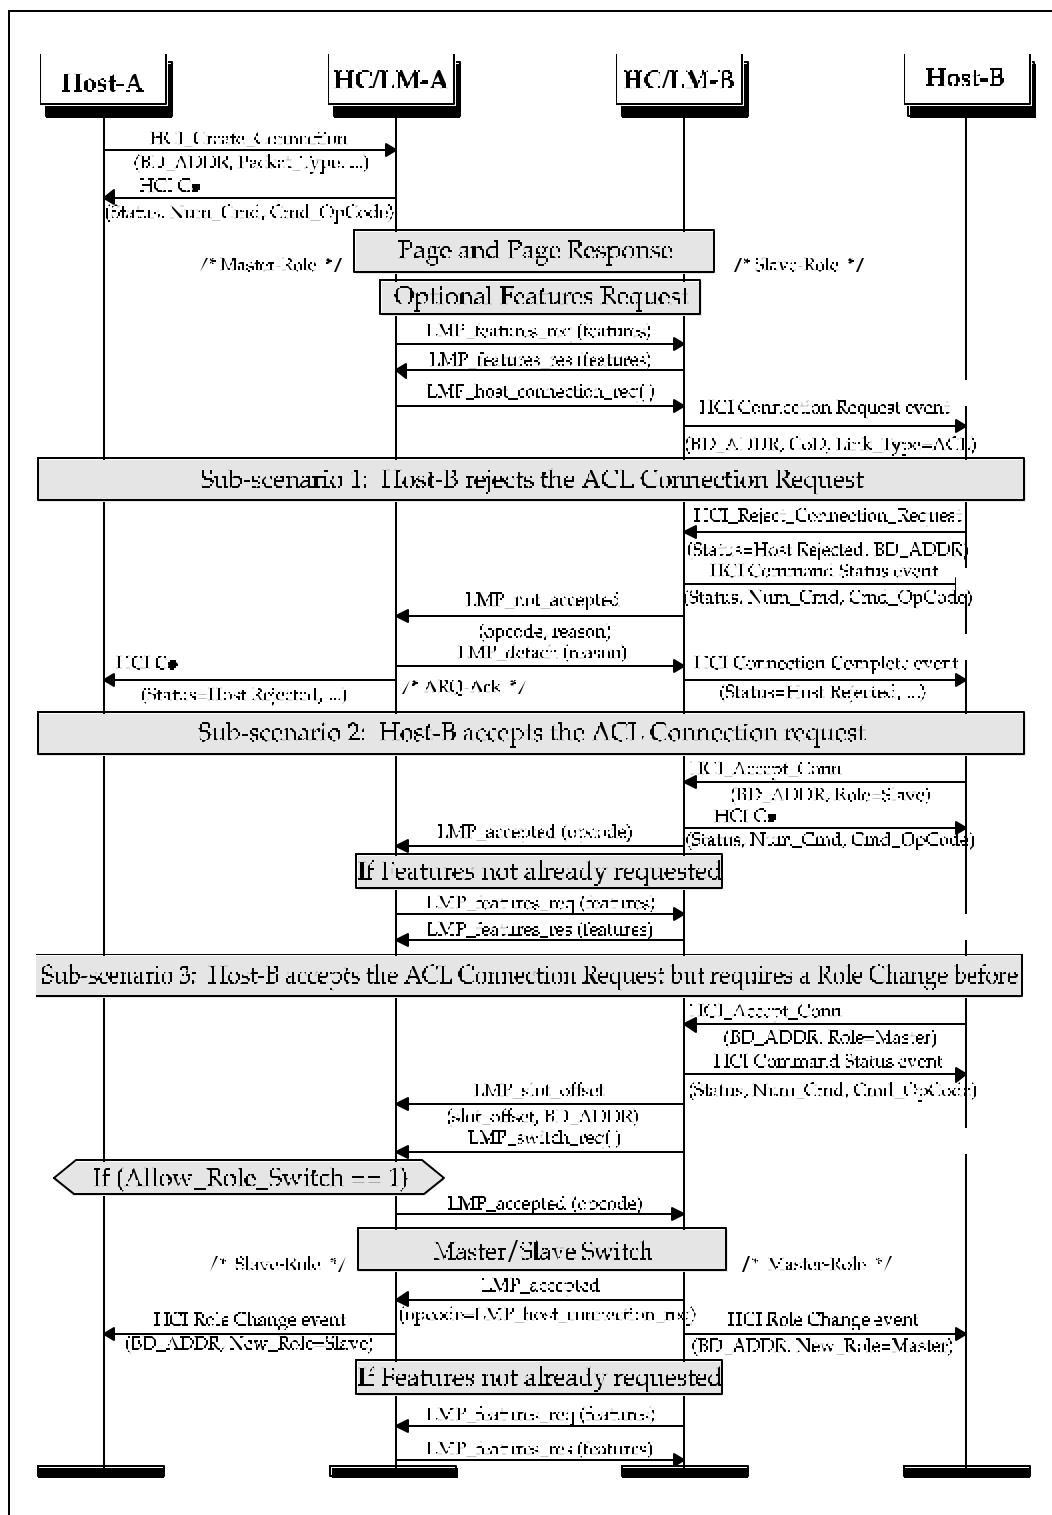 Host-A
HC/LM-A
HC/LM-B
Host-B
HCI_Create_Connection
(BD_ADDR, Packet_Type, ...)
HCI Co
(Status, Num_Cmd, Cmd_OpCode)
Page and Page Response
/* Master-Role */
/* Slave-Role */
Optional Features Request
LMP_features_req (features)
LMP_features_res (features)
LMP_host_connection_req( )
HCI Connection Request event
(BD_ADDR, CoD, Link_Type=ACL)
Sub-scenario 1: Host-B rejects the ACL Connection Request
HCI_Reject_Connection_Request
(Status=Host Rejected, BD_ADDR)
HCI Command Status event
(Status, Num_Cmd, Cmd_OpCode)
LMP_not_accepted
(opcode, reason)
LMP_detach (reason)
HCI Co
HCI Connection Complete event
(Status=Host Rejected, ...)
/* ARQ-Ack */
(Status=Host Rejected, ...)
Sub-scenario 2: Host-B accepts the ACL Connection request
HCI_Accept_Conn
(BD_ADDR, Role=Slave)
HCI Co
LMP_accepted (opcode)
(Status, Num_Cmd, Cmd_OpCode)
If Features not already requested
LMP_features_req (features)
LMP_features_res (features)
Sub-scenario 3: Host-B accepts the ACL Connection Request but requires a Role Change before
HCI_Accept_Conn
(BD_ADDR, Role=Master)
HCI Command Status event
(Status, Num_Cmd, Cmd_OpCode)
LMP_slot_offset
(slot_offset, BD_ADDR)
LMP_switch_req( )
If (Allow_Role_Switch == 1)
LMP_accepted (opcode)
Master/Slave Switch
/* Slave-Role */
/* Master-Role */
LMP_accepted
(opcode=LMP_host_connection_req)
HCI Role Change event
(BD_ADDR, New_Role=Slave)
HCI Role Change event
(BD_ADDR, New_Role=Master)
If Features not already requested
LMP_features_req (features)
LMP_features_res (features)